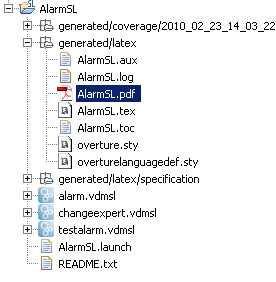 AlarmSL
generated/coverage/2010_02_23_14_03_22
generated/latex
AlarmSL.aux
AlarmSL.log
AlarmSL.pdf
AlarmSL.tex
AlarmSL.toc
overture.sty
overturelanguagedef.sty
generated/latex/specification
alarm.vdmsl
changeexpert.vdmsl
testalarm.vdmsl
AlarmSL.launch
README.txt